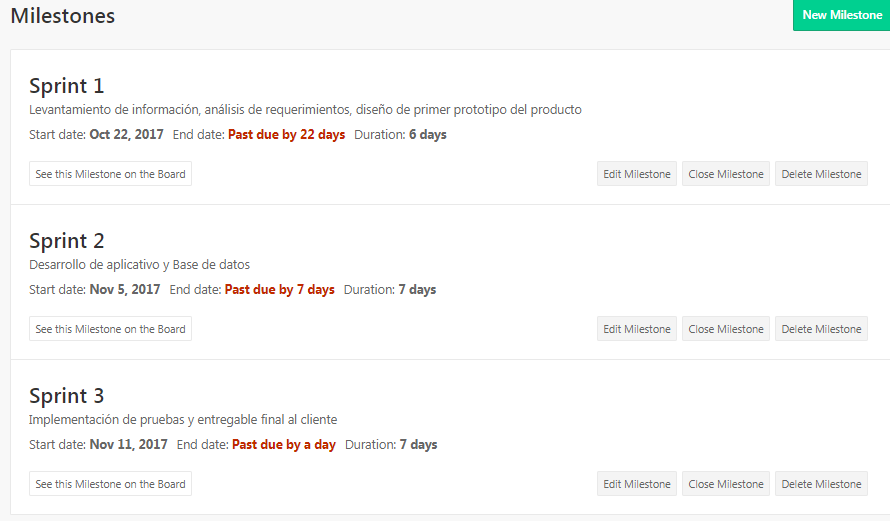 Milestones
New Milestone
Sprint 1
Levantamiento de información, análisis de requerimientos, diseño de primer prototipo del producto
Start date: Oct 22, 2017 End date: Past due by 22 days Duration: 6 days
See this Milestone on the Board Edit Milestone Close Milestone Delete Milestone
Sprint 2
Desarrollo de aplicativo y Base de datos
Start date: Nov 5, 2017 End date: Past due by 7 days Duration: 7 days
See this Milestone on the Board Edit Milestone Close Milestone Delete Milestone
Sprint 3
Implementación de pruebas y entregable final al cliente
Start date: Nov 11, 2017 End date: Past due by a day Duration: 7 days
See this Milestone on the Board Edit Milestone Close Milestone Delete Milestone